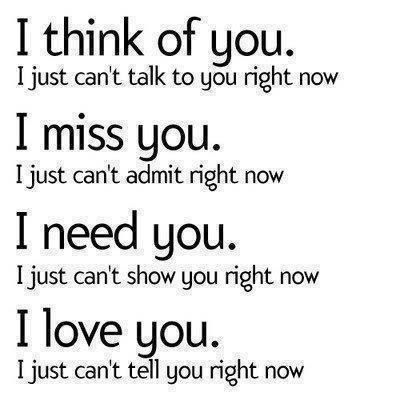 I think of you.
I just can't talk to you right now
I miss you.
I just can't admit right now
I need you.
I just can't show you right now
I love you.
I just can't tell you right now